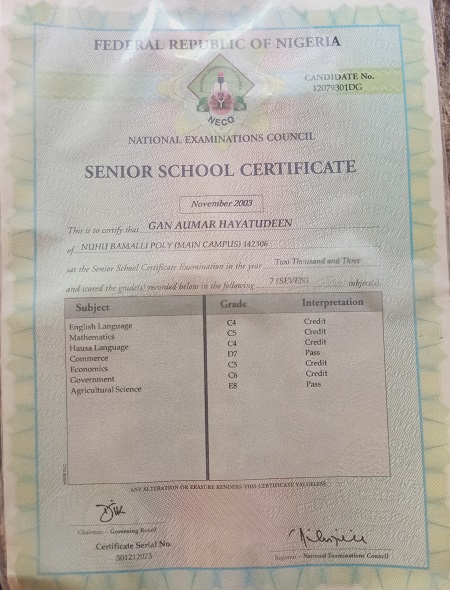 FEDERAL REPUBLIC OF NIGERIA
CANDIDATE No.
12079301DG
NECO
NATIONAL EXAMINATIONS COUNCIL
SENIOR SCHOOL CERTIFICATE
November 2003
This is to certify that GAN AUMAR HAYATUDEEN
of NUHU BAMALLI POLY (MAIN CAMPUS) 142306
sat the Senior School Certificate Examination in the year Two Thousand and Three
and scored the grade(s) recorded below in the following 7 (SEVEN) subject(s)
Subject Grade Interpretation
English Language C4 Credit
Mathematics C5 Credit
Hausa Language C4 Credit
Commerce D7 Pass
Economics C5 Credit
Government C6 Credit
Agricultural Science E8 Pass
ANY ALTERATION OR ERASURE RENDERS THIS CERTIFICATE VALUELESS
Chairman - Governing Board
Certificate Serial No.
301212073
Registrar - National Examinations Council